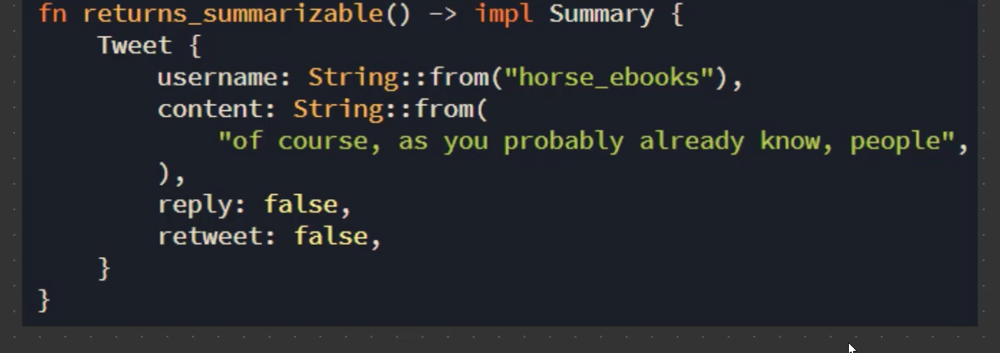 fn returns_summarizable() -> impl Summary {
    Tweet {
        username: String::from("horse_ebooks"),
        content: String::from(
            "of course, as you probably already know, people",
        ),
        reply: false,
        retweet: false,
    }
}